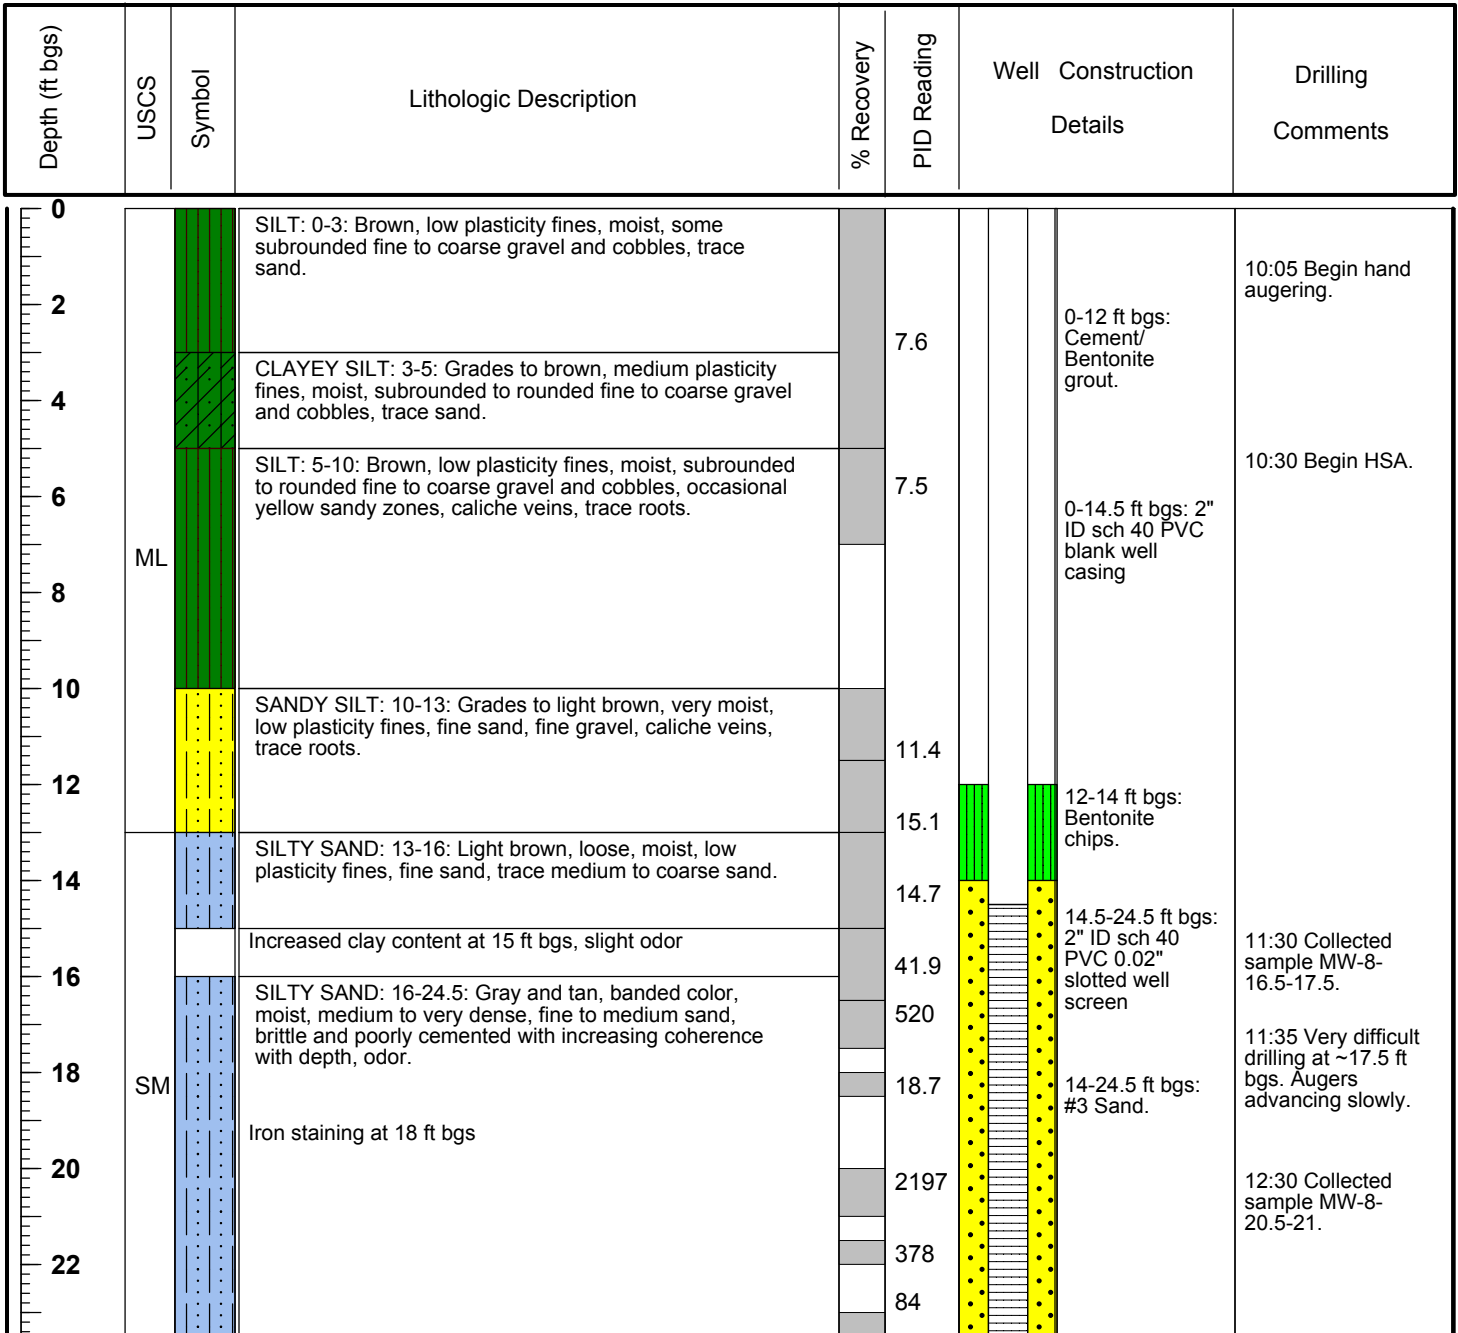 Depth (ft bgs)
USCS
Symbol
Lithologic Description
% Recovery
PID Reading
Well Construction
Details
Drilling
Comments
0
2
4
6
8
10
12
14
16
18
20
22
ML
SM
SILT: 0-3: Brown, low plasticity fines, moist, some
subrounded fine to coarse gravel and cobbles, trace
sand.
CLAYEY SILT: 3-5: Grades to brown, medium plasticity
fines, moist, subrounded to rounded fine to coarse gravel
and cobbles, trace sand.
SILT: 5-10: Brown, low plasticity fines, moist, subrounded
to rounded fine to coarse gravel and cobbles, occasional
yellow sandy zones, caliche veins, trace roots.
SANDY SILT: 10-13: Grades to light brown, very moist,
low plasticity fines, fine sand, fine gravel, caliche veins,
trace roots.
SILTY SAND: 13-16: Light brown, loose, moist, low
plasticity fines, fine sand, trace medium to coarse sand.
Increased clay content at 15 ft bgs, slight odor
SILTY SAND: 16-24.5: Gray and tan, banded color,
moist, medium to very dense, fine to medium sand,
brittle and poorly cemented with increasing coherence
with depth, odor.
Iron staining at 18 ft bgs
7.6
7.5
11.4
15.1
14.7
41.9
520
18.7
2197
378
84
0-12 ft bgs:
Cement/
Bentonite
grout.
0-14.5 ft bgs: 2"
ID sch 40 PVC
blank well
casing
12-14 ft bgs:
Bentonite
chips.
14.5-24.5 ft bgs:
2" ID sch 40
PVC 0.02"
slotted well
screen
14-24.5 ft bgs:
#3 Sand.
10:05 Begin hand
augering.
10:30 Begin HSA.
11:30 Collected
sample MW-8-
16.5-17.5.
11:35 Very difficult
drilling at ~17.5 ft
bgs. Augers
advancing slowly.
12:30 Collected
sample MW-8-
20.5-21.